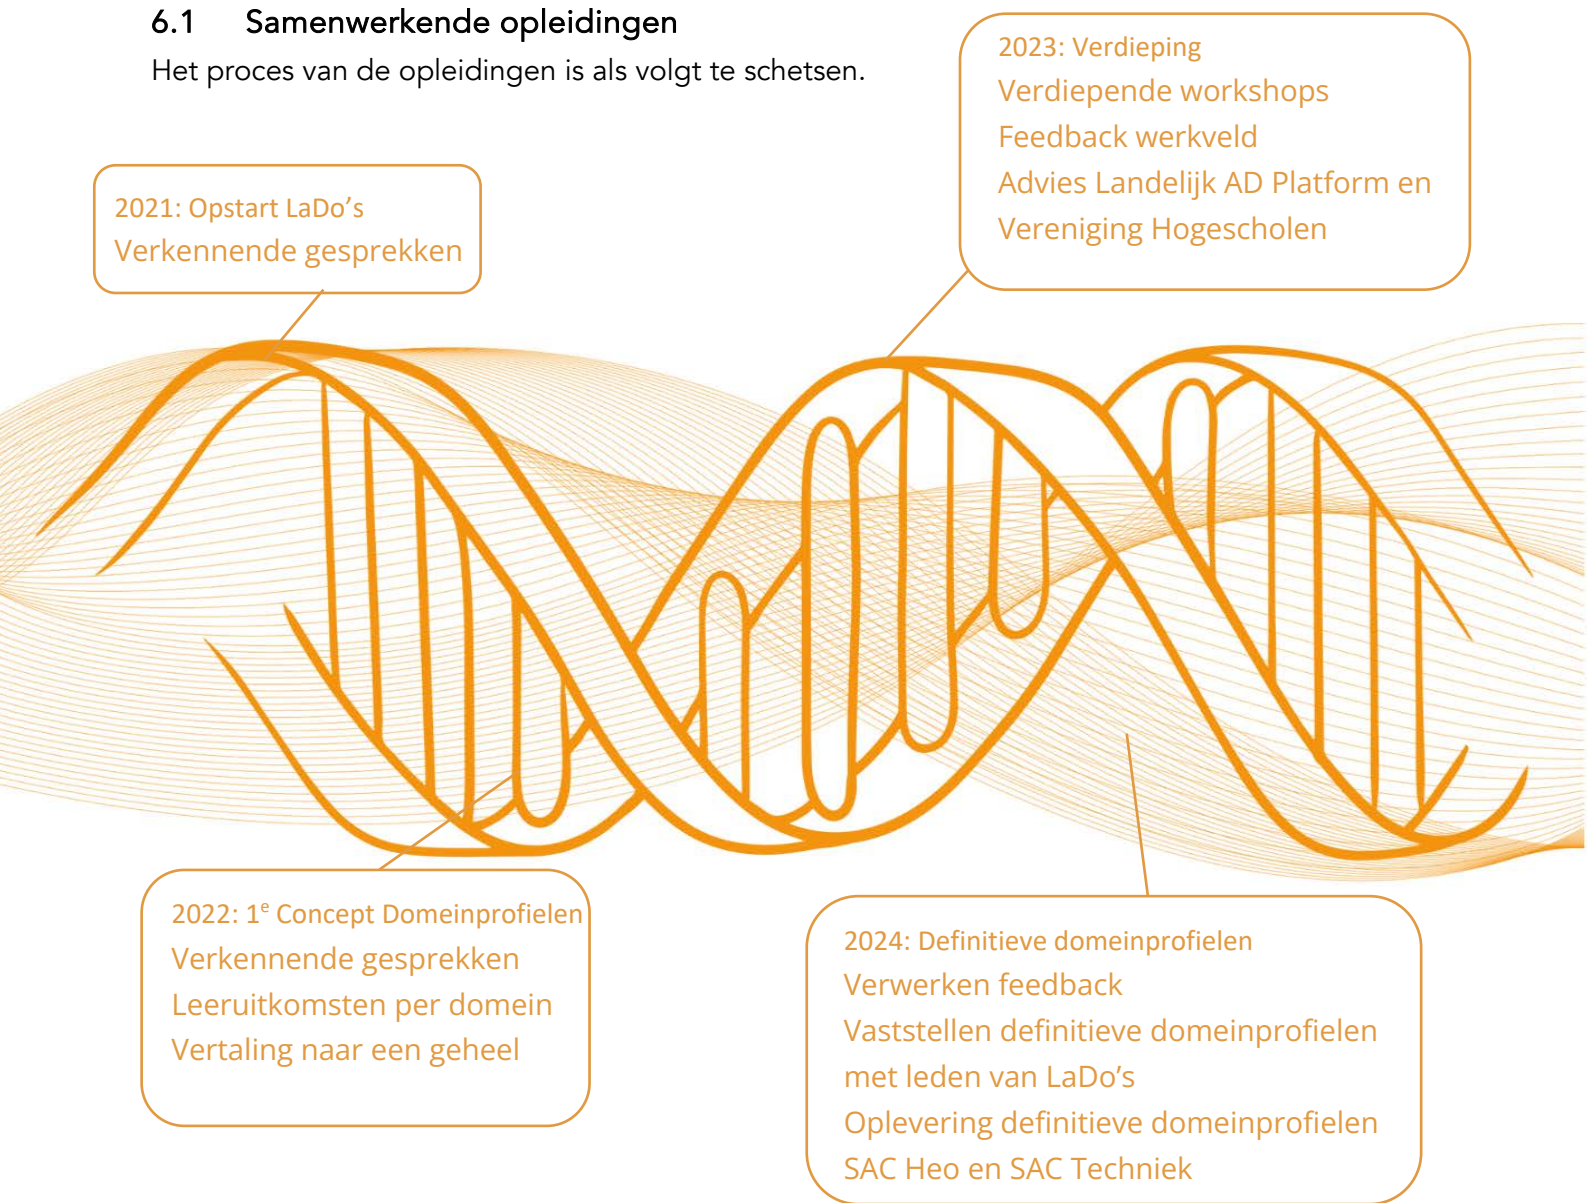 6.1 Samenwerkende opleidingen
Het proces van de opleidingen is als volgt te schetsen.
2021: Opstart LaDo’s
Verkennende gesprekken
2022: 1e Concept Domeinprofielen
Verkennende gesprekken
Leeruitkomsten per domein
Vertaling naar een geheel
2023: Verdieping
Verdiepende workshops
Feedback werkveld
Advies Landelijk AD Platform en
Vereniging Hogescholen
2024: Definitieve domeinprofielen
Verwerken feedback
Vaststellen definitieve domeinprofielen
met leden van LaDo’s
Oplevering definitieve domeinprofielen
SAC Heo en SAC Techniek